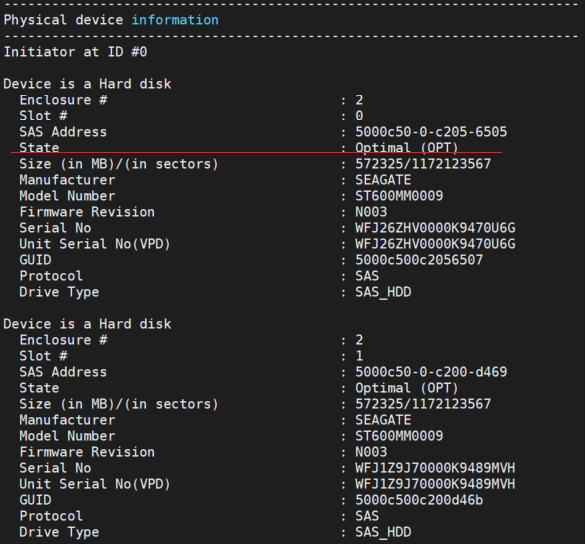 ------------------------------------------------------------------------
Physical device information
------------------------------------------------------------------------
Initiator at ID #0
Device is a Hard disk
Enclosure # : 2
Slot # : 0
SAS Address : 5000c50-0-c205-6505
State : Optimal (OPT)
Size (in MB)/(in sectors) : 572325/1172123567
Manufacturer : SEAGATE
Model Number : ST600MM0009
Firmware Revision : N003
Serial No : WFJ26ZHV0000K9470U6G
Unit Serial No(VPD) : WFJ26ZHV0000K9470U6G
GUID : 5000c500c2056507
Protocol : SAS
Drive Type : SAS_HDD
Device is a Hard disk
Enclosure # : 2
Slot # : 1
SAS Address : 5000c50-0-c200-d469
State : Optimal (OPT)
Size (in MB)/(in sectors) : 572325/1172123567
Manufacturer : SEAGATE
Model Number : ST600MM0009
Firmware Revision : N003
Serial No : WFJ1Z9J70000K9489MVH
Unit Serial No(VPD) : WFJ1Z9J70000K9489MVH
GUID : 5000c500c200d46b
Protocol : SAS
Drive Type : SAS_HDD